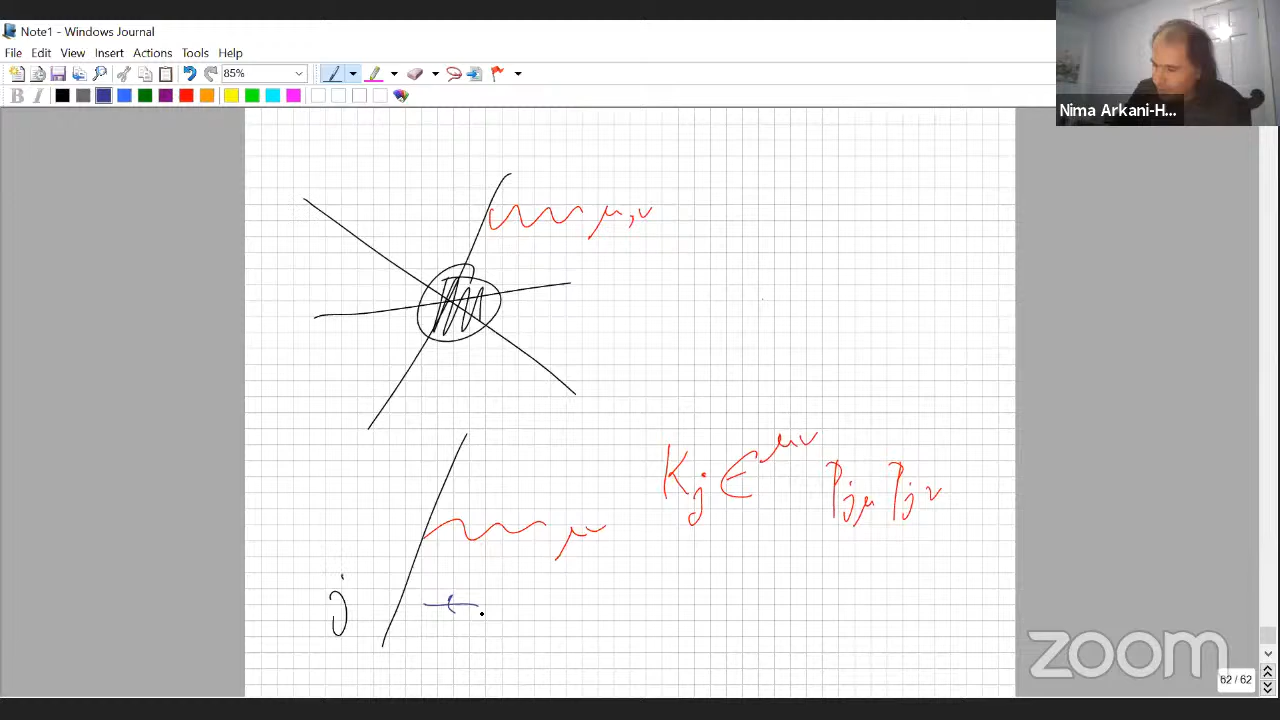 Note1 - Windows Journal
File Edit View Insert Actions Tools Help
85%
B I
Nima Arkani-H...
μ,ν
K_j ε^{μν} p_{jμ} p_{jν}
μ
j
zoom
62 / 62